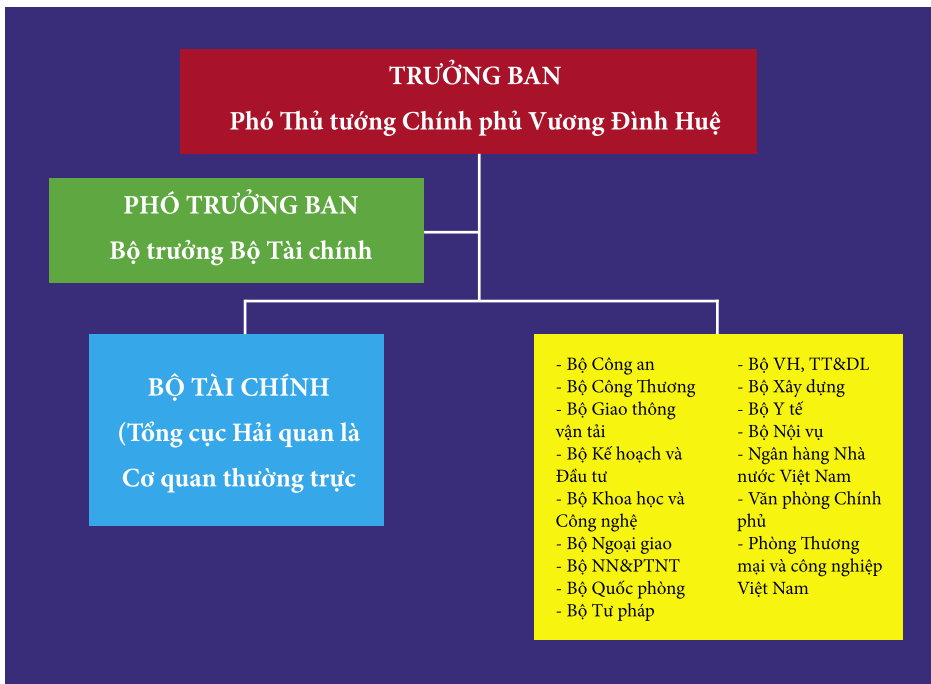 TRƯỞNG BAN
Phó Thủ tướng Chính phủ Vương Đình Huệ
PHÓ TRƯỞNG BAN
Bộ trưởng Bộ Tài chính
BỘ TÀI CHÍNH
(Tổng cục Hải quan là
Cơ quan thường trực
- Bộ Công an
- Bộ Công Thương
- Bộ Giao thông
vận tải
- Bộ Kế hoạch và
Đầu tư
- Bộ Khoa học và
Công nghệ
- Bộ Ngoại giao
- Bộ NN&PTNT
- Bộ Quốc phòng
- Bộ Tư pháp
- Bộ VH, TT&DL
- Bộ Xây dựng
- Bộ Y tế
- Bộ Nội vụ
- Ngân hàng Nhà
nước Việt Nam
- Văn phòng Chính
phủ
- Phòng Thương
mại và công nghiệp
Việt Nam